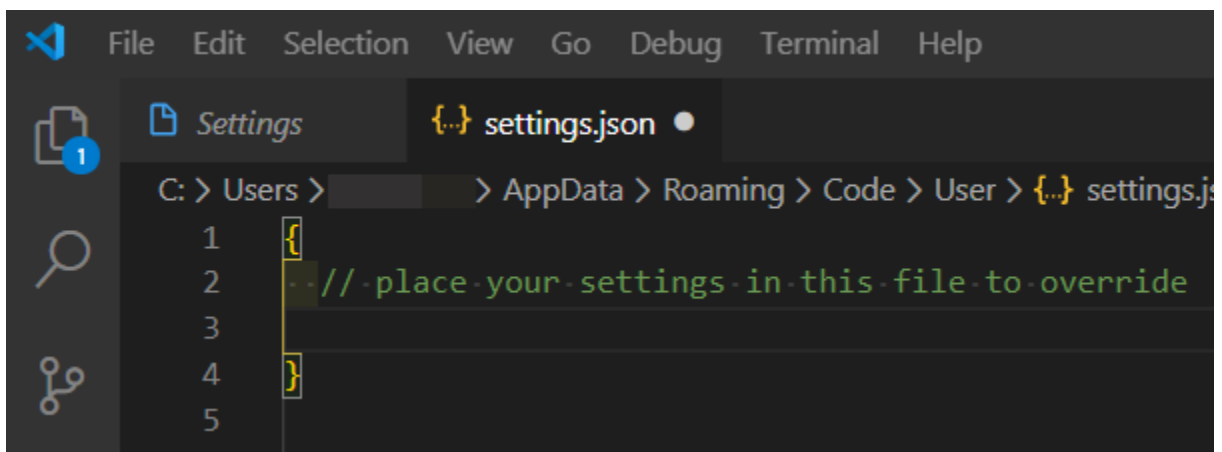 File Edit Selection View Go Debug Terminal Help
Settings {..} settings.json
1
C: > Users > > AppData > Roaming > Code > User > {..} settings.js
1 {
2 // place your settings in this file to override
3
4 }
5